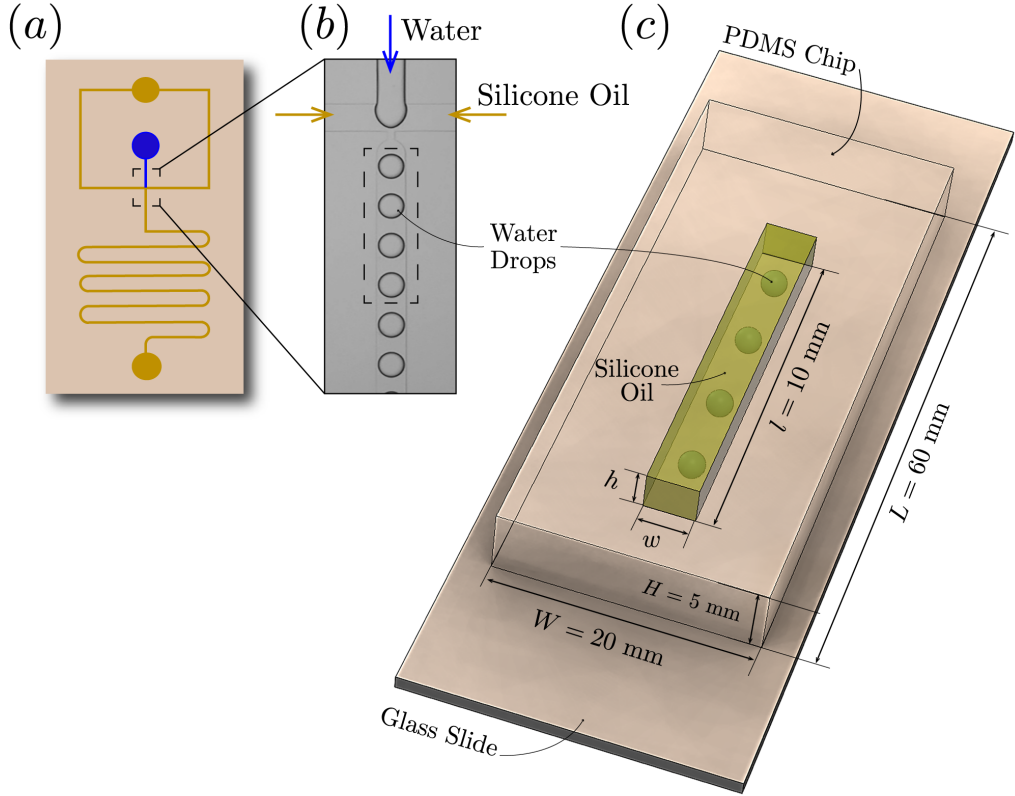 (a)
(b)
(c)
Water
Silicone Oil
Water
Drops
PDMS Chip
Silicone
Oil
l = 10 mm
h
w
L = 60 mm
H = 5 mm
W = 20 mm
Glass Slide